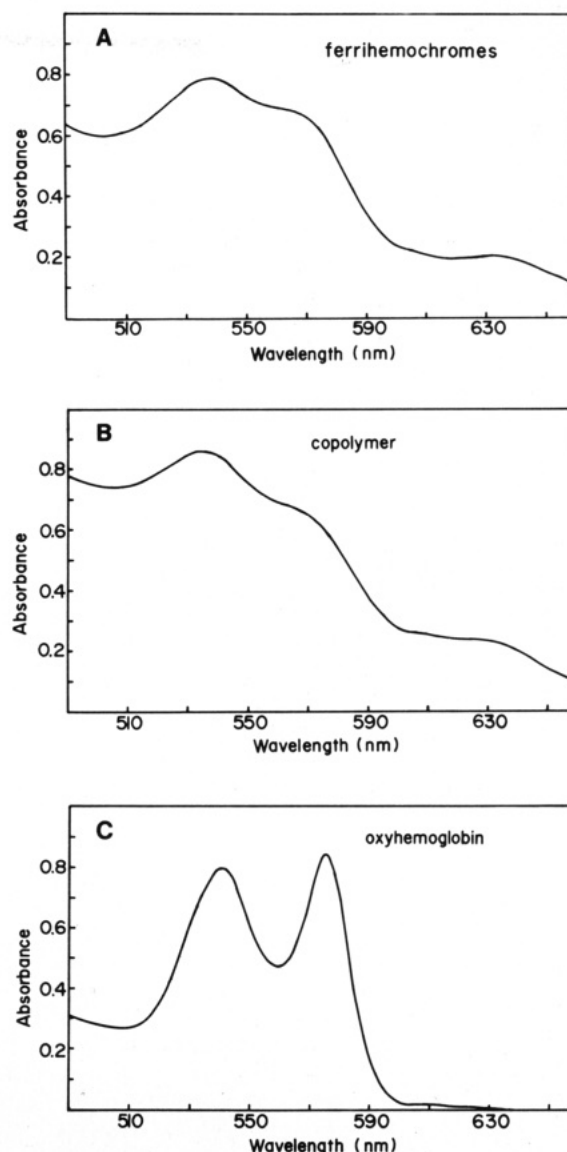 A
ferrihemochromes
0.8
0.6
0.4
0.2
Absorbance
510 550 590 630
Wavelength (nm)
B
copolymer
0.8
0.6
0.4
0.2
Absorbance
510 550 590 630
Wavelength (nm)
C
oxyhemoglobin
0.8
0.6
0.4
0.2
Absorbance
510 550 590 630
Wavelength (nm)